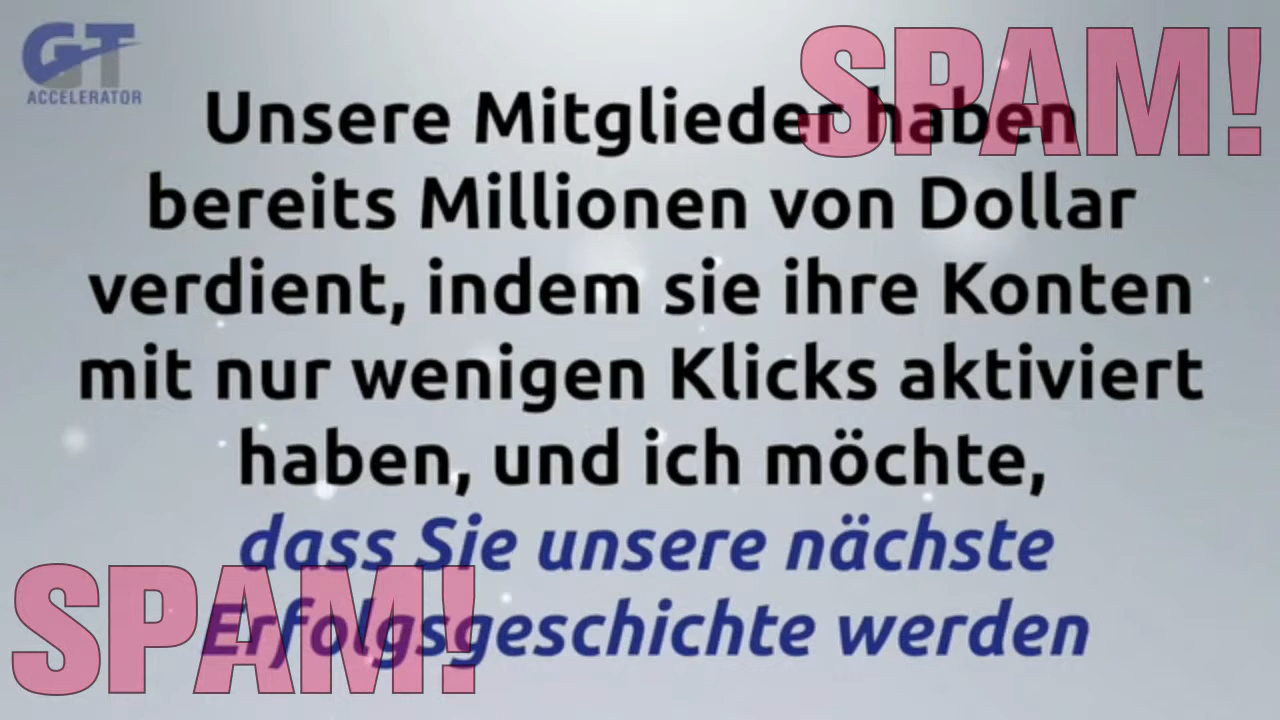 GT
ACCELERATOR
SPAM!
Unsere Mitglieder haben
bereits Millionen von Dollar
verdient, indem sie ihre Konten
mit nur wenigen Klicks aktiviert
haben, und ich möchte,
dass Sie unsere nächste
Erfolgsgeschichte werden
SPAM!